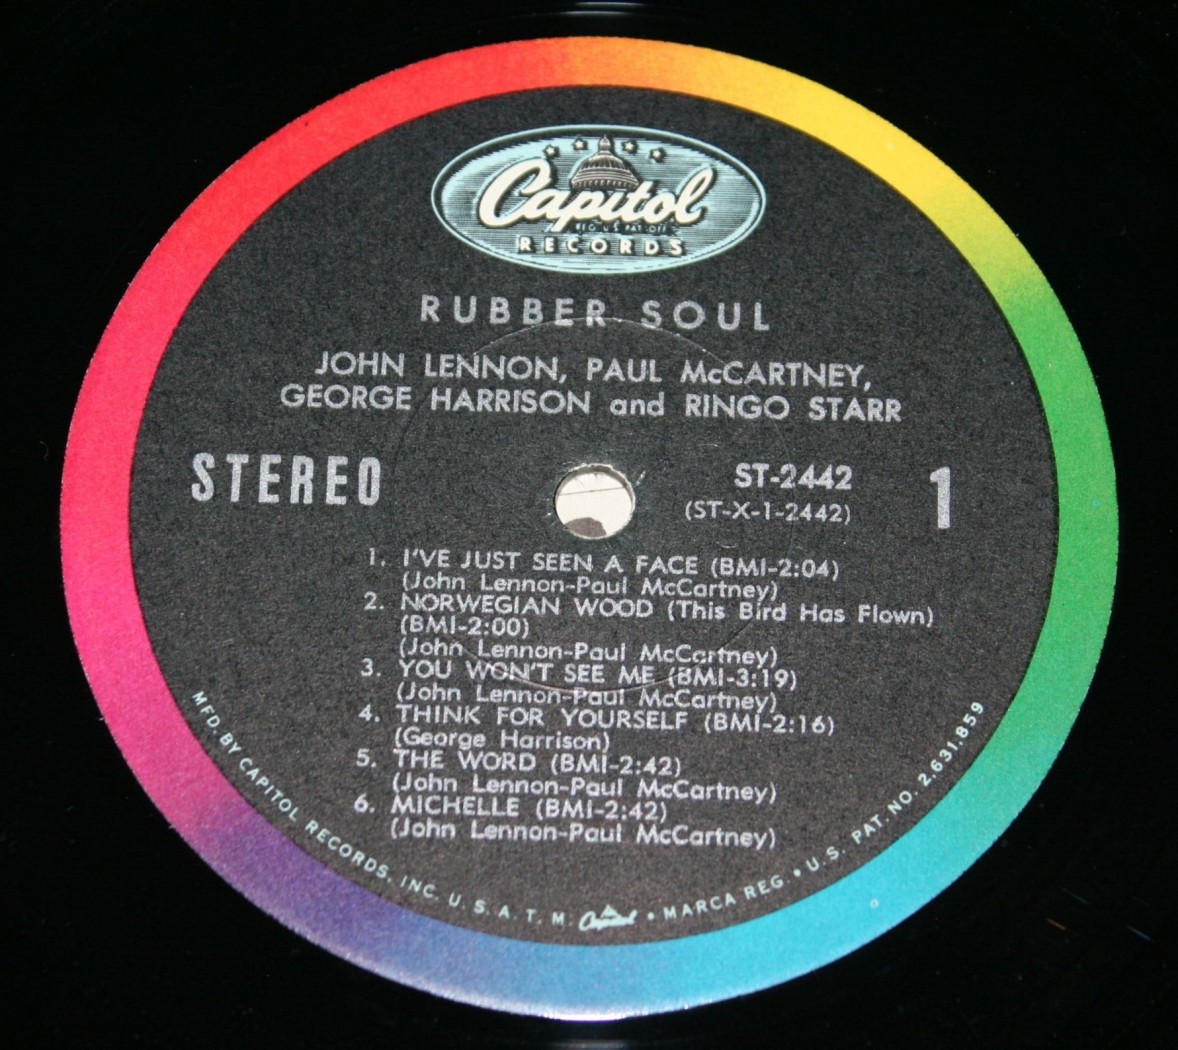 Capitol
REG. U.S. PAT. OFF.
RECORDS
RUBBER SOUL
JOHN LENNON, PAUL McCARTNEY,
GEORGE HARRISON and RINGO STARR
STEREO
ST-2442
(ST-X-1-2442)
1
1. I'VE JUST SEEN A FACE (BMI-2:04)
(John Lennon-Paul McCartney)
2. NORWEGIAN WOOD (This Bird Has Flown)
(BMI-2:00)
(John Lennon-Paul McCartney)
3. YOU WON'T SEE ME (BMI-3:19)
(John Lennon-Paul McCartney)
4. THINK FOR YOURSELF (BMI-2:16)
(George Harrison)
5. THE WORD (BMI-2:42)
(John Lennon-Paul McCartney)
6. MICHELLE (BMI-2:42)
(John Lennon-Paul McCartney)
MFD. BY CAPITOL RECORDS, INC. U.S.A. T.M. Capitol • MARCA REG. • U.S. PAT. NO. 2,631,859